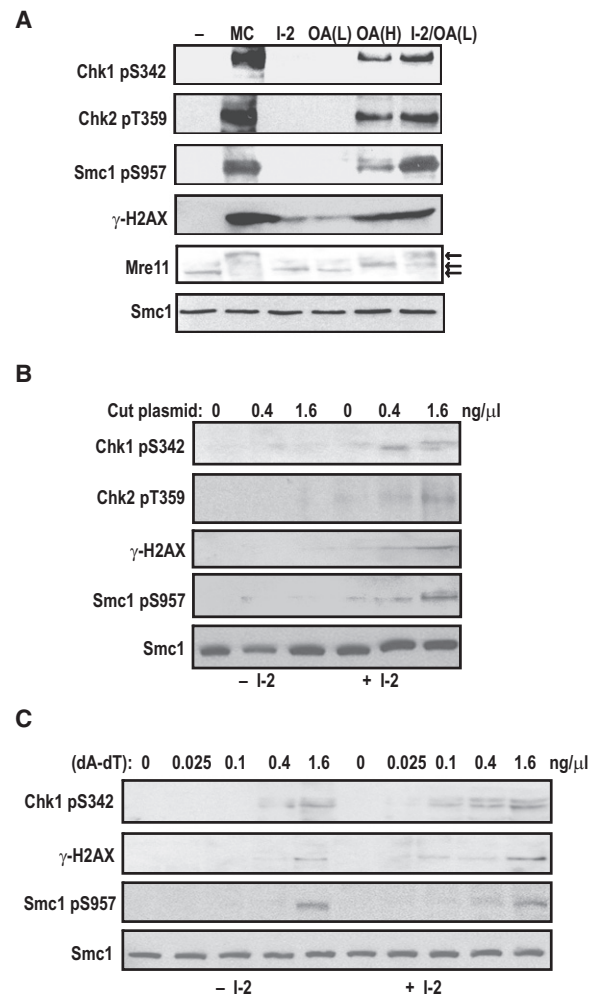 A
– MC I-2 OA(L) OA(H) I-2/OA(L)
Chk1 pS342
Chk2 pT359
Smc1 pS957
γ-H2AX
Mre11
Smc1
B
Cut plasmid: 0 0.4 1.6 0 0.4 1.6 ng/μl
Chk1 pS342
Chk2 pT359
γ-H2AX
Smc1 pS957
Smc1
– I-2 + I-2
C
(dA-dT): 0 0.025 0.1 0.4 1.6 0 0.025 0.1 0.4 1.6 ng/μl
Chk1 pS342
γ-H2AX
Smc1 pS957
Smc1
– I-2 + I-2